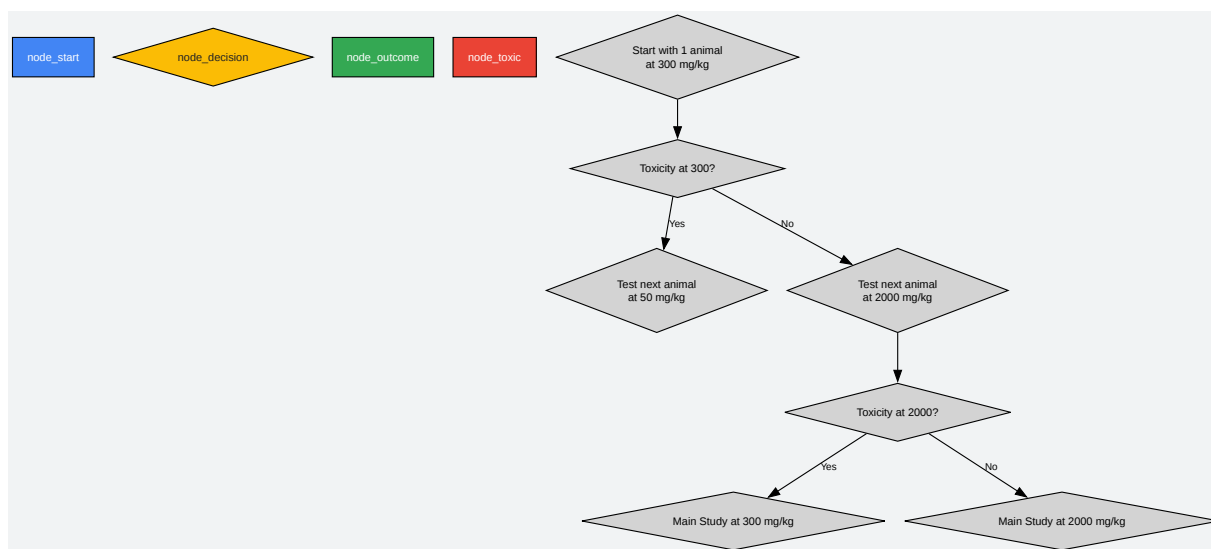 node_start
node_decision
node_outcome
node_toxic
Start with 1 animal
at 300 mg/kg
Toxicity at 300?
Yes
No
Test next animal
at 50 mg/kg
Test next animal
at 2000 mg/kg
Toxicity at 2000?
Yes
No
Main Study at 300 mg/kg
Main Study at 2000 mg/kg